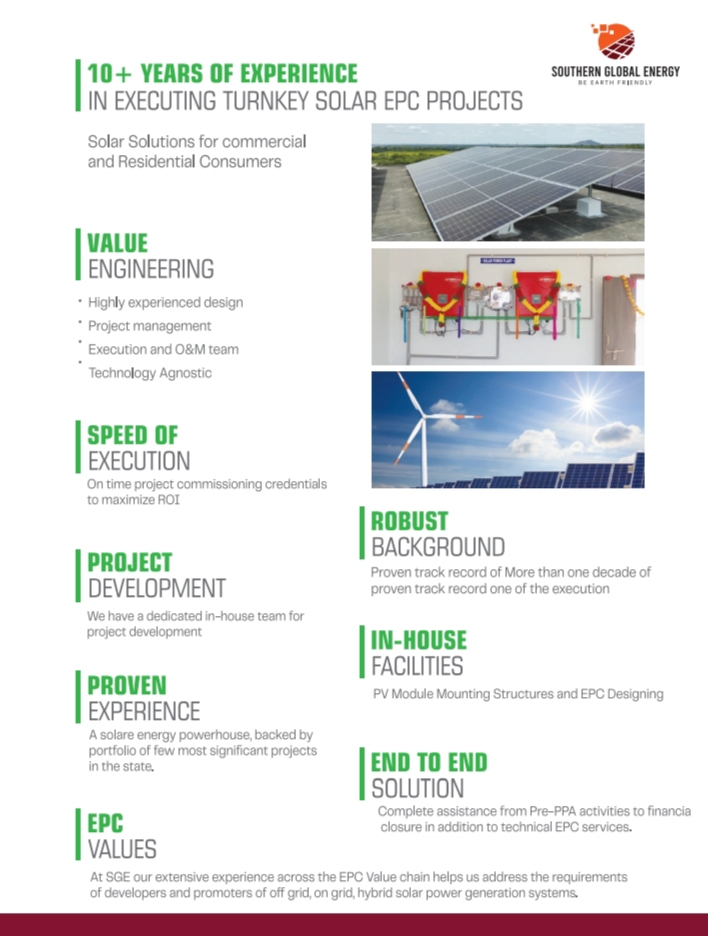 SOUTHERN GLOBAL ENERGY
BE EARTH FRIENDLY
10+ YEARS OF EXPERIENCE
IN EXECUTING TURNKEY SOLAR EPC PROJECTS
Solar Solutions for commercial
and Residential Consumers
VALUE
ENGINEERING
• Highly experienced design
• Project management
• Execution and O&M team
• Technology Agnostic
SPEED OF
EXECUTION
On time project commissioning credentials
to maximize ROI
PROJECT
DEVELOPMENT
We have a dedicated in-house team for
project development
PROVEN
EXPERIENCE
A solare energy powerhouse, backed by
portfolio of few most significant projects
in the state.
SOLAR POWER PLANT
ROBUST
BACKGROUND
Proven track record of More than one decade of
proven track record one of the execution
IN-HOUSE
FACILITIES
PV Module Mounting Structures and EPC Designing
END TO END
SOLUTION
Complete assistance from Pre-PPA activities to financia
closure in addition to technical EPC services.
EPC
VALUES
At SGE our extensive experience across the EPC Value chain helps us address the requirements
of developers and promoters of off grid, on grid, hybrid solar power generation systems.